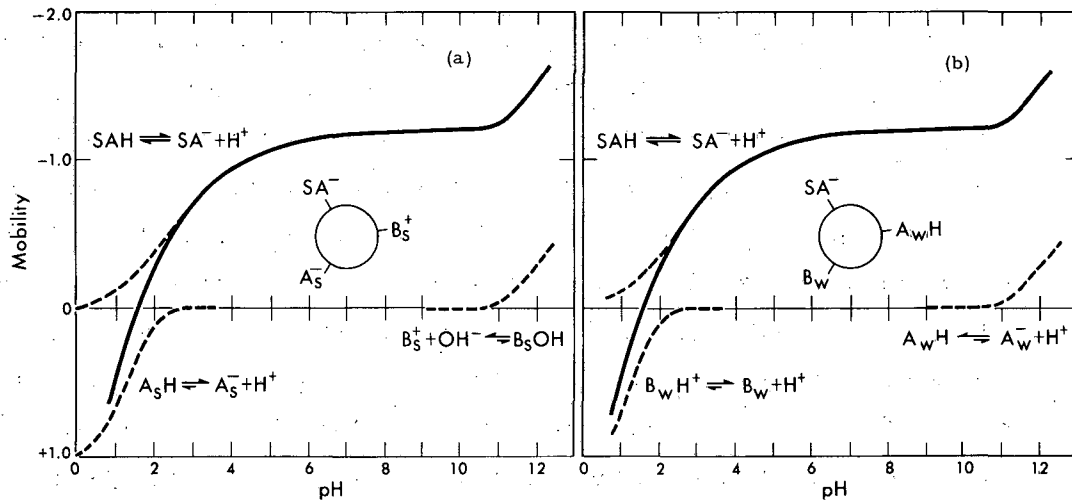 -2.0
-1.0
0
+1.0
Mobility
(a)
SAH ⇌ SA⁻+H⁺
SA⁻
B_S⁺
A_S⁻
B_S⁺+OH⁻ ⇌ B_SOH
A_SH ⇌ A_S⁻+H⁺
0 2 4 6 8 10 12
pH
(b)
SAH ⇌ SA⁻+H⁺
SA⁻
A_WH
B_W
A_WH ⇌ A_W⁻+H⁺
B_WH⁺ ⇌ B_W+H⁺
0 2 4 6 8 10 12
pH